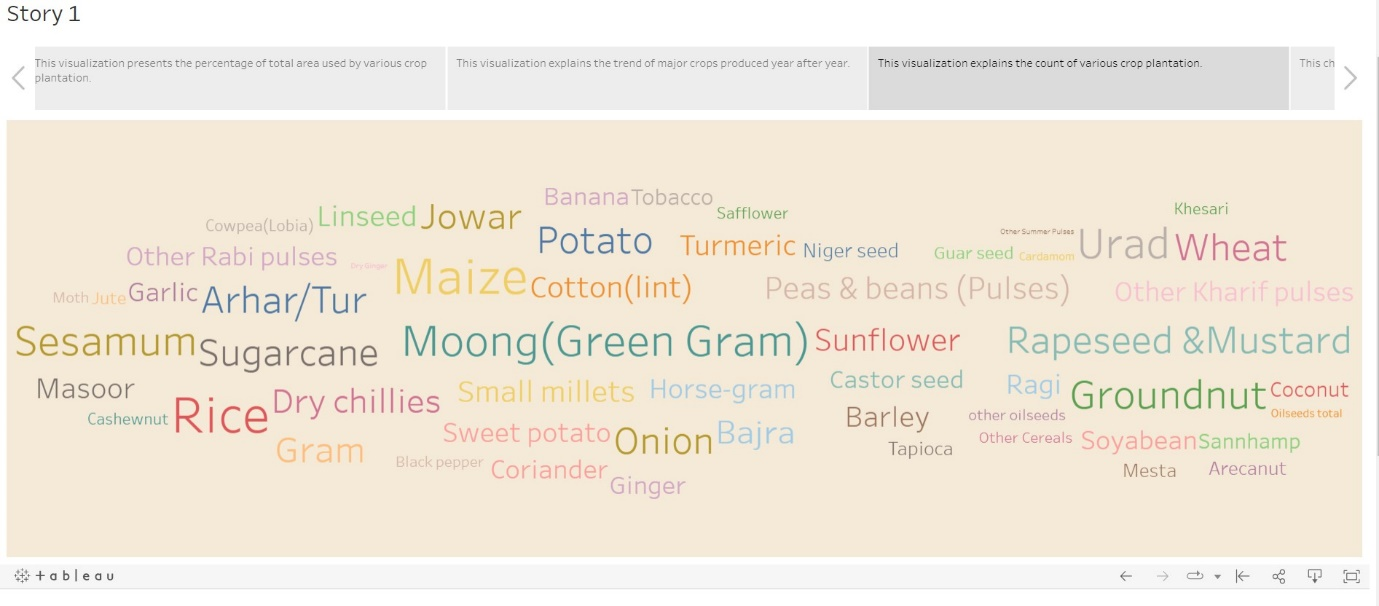 Story 1
This visualization presents the percentage of total area used by various crop
plantation.
This visualization explains the trend of major crops produced year after year.
This visualization explains the count of various crop plantation.
This ch
Banana Tobacco
Safflower
Khesari
Cowpea(Lobia) Linseed Jowar
Potato
Turmeric Niger seed
Other Summer Pulses
Guar seed Cardamom Urad Wheat
Other Rabi pulses
Dry Ginger
Maize Cotton(lint)
Peas & beans (Pulses)
Other Kharif pulses
Moth Jute Garlic Arhar/Tur
Sesamum Sugarcane
Moong(Green Gram) Sunflower
Rapeseed &Mustard
Masoor
Cashewnut Rice Dry chillies
Small millets Horse-gram
Castor seed
Ragi Groundnut Coconut
Oilseeds total
Barley
other oilseeds
Gram
Sweet potato Onion Bajra
Tapioca
Other Cereals Soyabean Sannhamp
Black pepper Coriander
Ginger
Mesta
Arecanut
+ableau